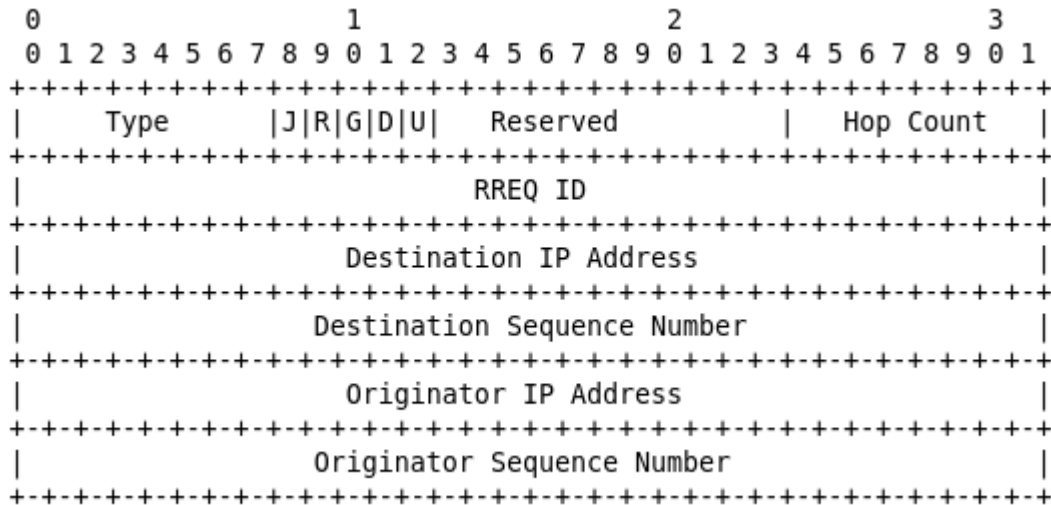 0                   1                   2                   3
 0 1 2 3 4 5 6 7 8 9 0 1 2 3 4 5 6 7 8 9 0 1 2 3 4 5 6 7 8 9 0 1
+-+-+-+-+-+-+-+-+-+-+-+-+-+-+-+-+-+-+-+-+-+-+-+-+-+-+-+-+-+-+-+-+
|     Type      |J|R|G|D|U|   Reserved          |   Hop Count   |
+-+-+-+-+-+-+-+-+-+-+-+-+-+-+-+-+-+-+-+-+-+-+-+-+-+-+-+-+-+-+-+-+
|                            RREQ ID                            |
+-+-+-+-+-+-+-+-+-+-+-+-+-+-+-+-+-+-+-+-+-+-+-+-+-+-+-+-+-+-+-+-+
|                    Destination IP Address                     |
+-+-+-+-+-+-+-+-+-+-+-+-+-+-+-+-+-+-+-+-+-+-+-+-+-+-+-+-+-+-+-+-+
|                  Destination Sequence Number                  |
+-+-+-+-+-+-+-+-+-+-+-+-+-+-+-+-+-+-+-+-+-+-+-+-+-+-+-+-+-+-+-+-+
|                    Originator IP Address                      |
+-+-+-+-+-+-+-+-+-+-+-+-+-+-+-+-+-+-+-+-+-+-+-+-+-+-+-+-+-+-+-+-+
|                  Originator Sequence Number                   |
+-+-+-+-+-+-+-+-+-+-+-+-+-+-+-+-+-+-+-+-+-+-+-+-+-+-+-+-+-+-+-+-+